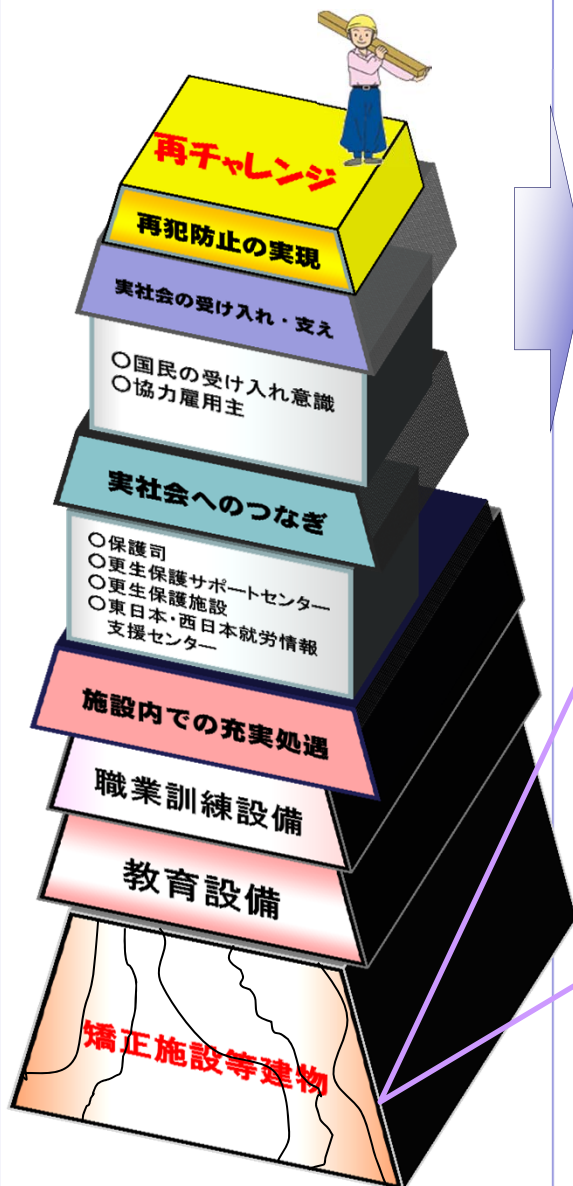 再チャレンジ
再犯防止の実現
実社会の受け入れ・支え
○国民の受け入れ意識
○協力雇用主
実社会へのつなぎ
○保護司
○更生保護サポートセンター
○更生保護施設
○東日本・西日本就労情報
支援センター
施設内での充実処遇
職業訓練設備
教育設備
矯正施設等建物